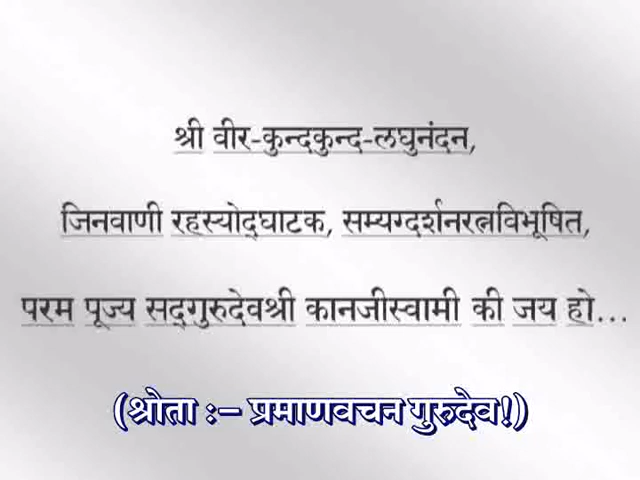 श्री वीर-कुन्दकुन्द-लघुनंदन,
जिनवाणी रहस्योद्‌घाटक, सम्यग्दर्शनरत्नविभूषित,
परम पूज्य सद्‌गुरुदेवश्री कानजीस्वामी की जय हो...
(श्रोता :– प्रमाणवचन गुरुदेव!)